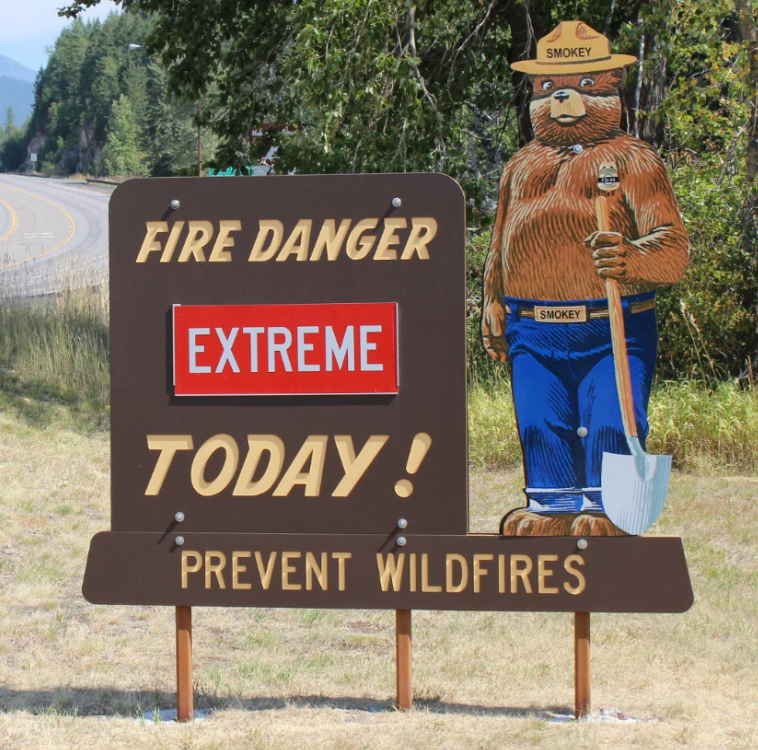 SMOKEY
FIRE DANGER
SMOKEY
EXTREME
TODAY!
PREVENT WILDFIRES